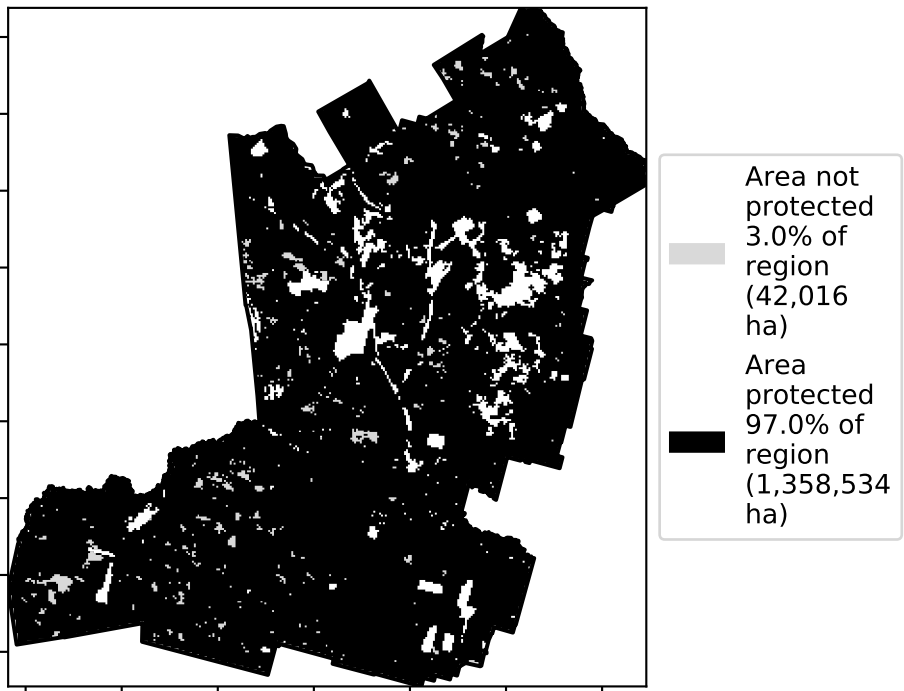 Area not
protected
3.0% of
region
(42,016
ha)
Area
protected
97.0% of
region
(1,358,534
ha)